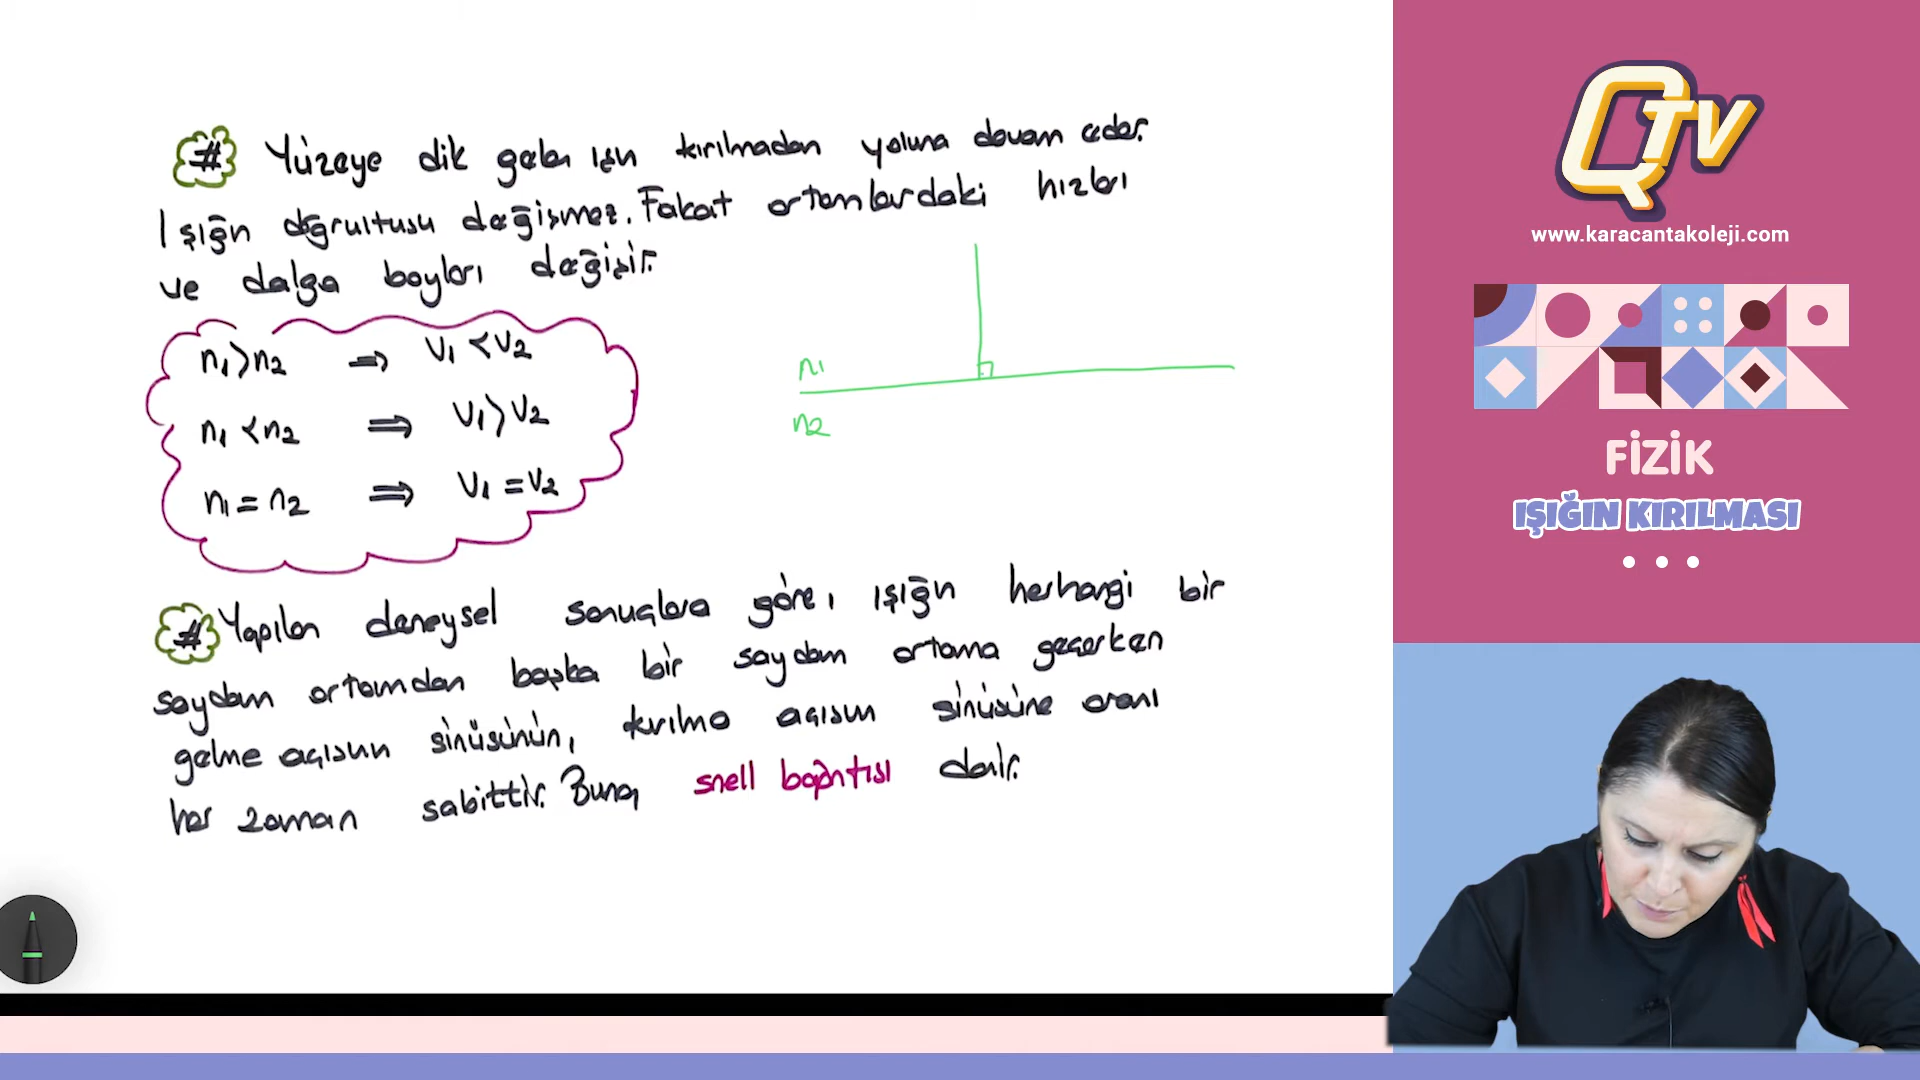 # Yüzeye dik gelen ışın kırılmadan yoluna devam eder.
Işığın doğrultusu değişmez. Fakat ortamlardaki hızları
ve dalga boyları değişir.
n1>n2 ⇒ V1<V2
n1<n2 ⇒ V1>V2
n1=n2 ⇒ V1=V2
n1
n2
# Yapılan deneysel sonuçlara göre, ışığın herhangi bir
saydam ortamdan başka bir saydam ortama geçerken
gelme açısının sinüsünün, kırılma açısın sinüsüne oranı
her zaman sabittir. Buna snell bağıntısı denir.
QTV
www.karacantakoleji.com
FİZİK
IŞIĞIN KIRILMASI